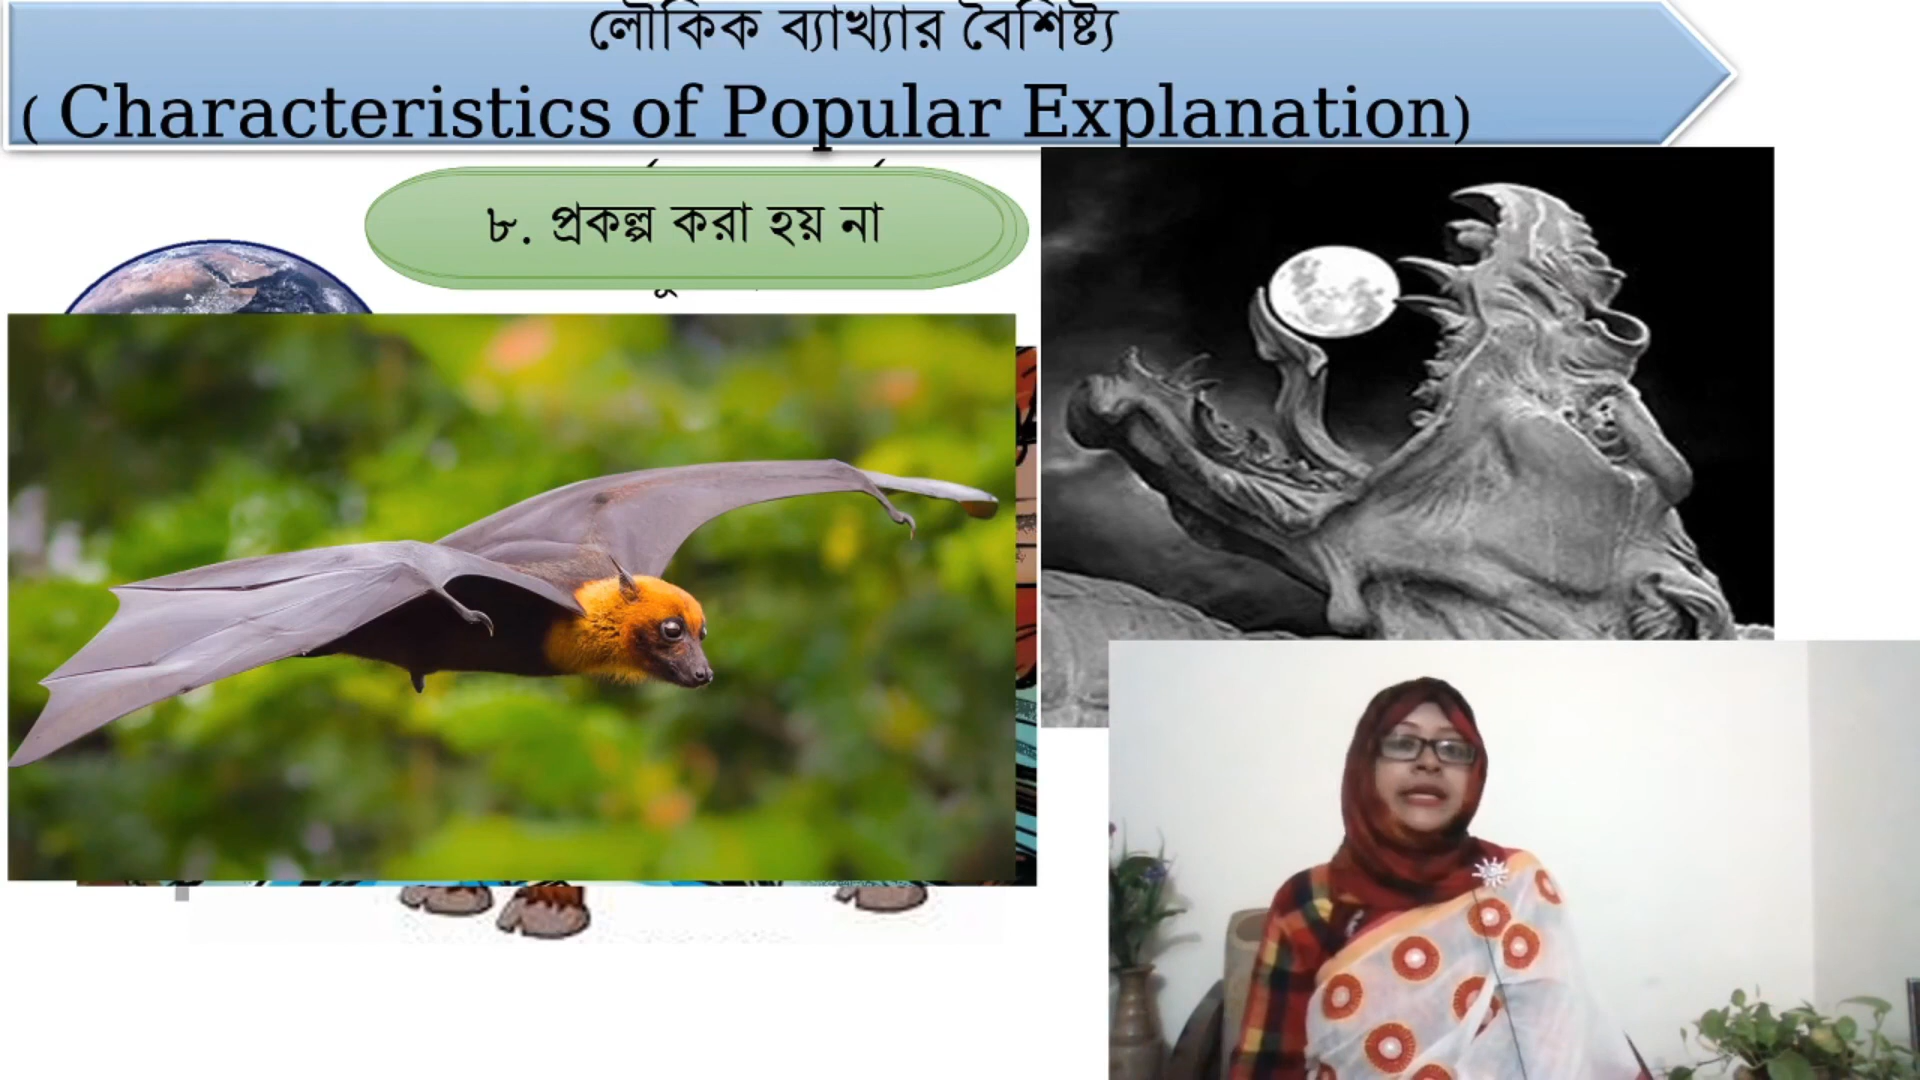 লৌকিক ব্যাখ্যার বৈশিষ্ট্য
( Characteristics of Popular Explanation)
৮. প্রকল্প করা হয় না